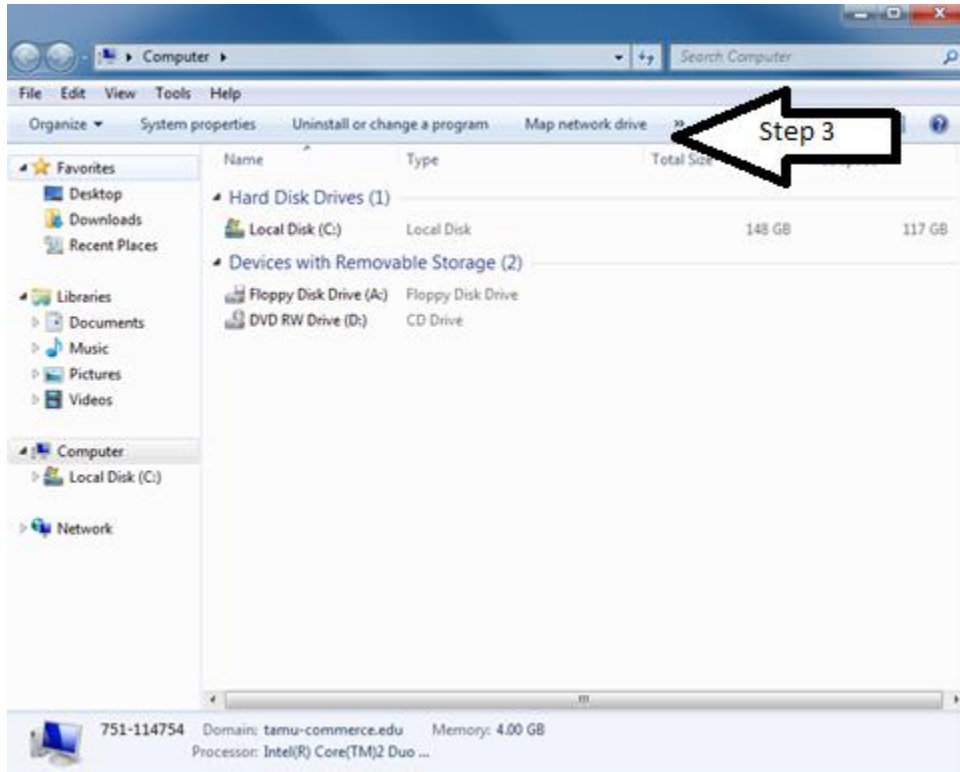 Computer
Search Computer
File Edit View Tools Help
Organize System properties Uninstall or change a program Map network drive »
Step 3
Favorites
Desktop
Downloads
Recent Places
Libraries
Documents
Music
Pictures
Videos
Computer
Local Disk (C:)
Network
Name Type Total Size
Hard Disk Drives (1)
Local Disk (C:) Local Disk 148 GB 117 GB
Devices with Removable Storage (2)
Floppy Disk Drive (A:) Floppy Disk Drive
DVD RW Drive (D:) CD Drive
751-114754 Domain: tamu-commerce.edu Memory: 4.00 GB
Processor: Intel(R) Core(TM)2 Duo ...